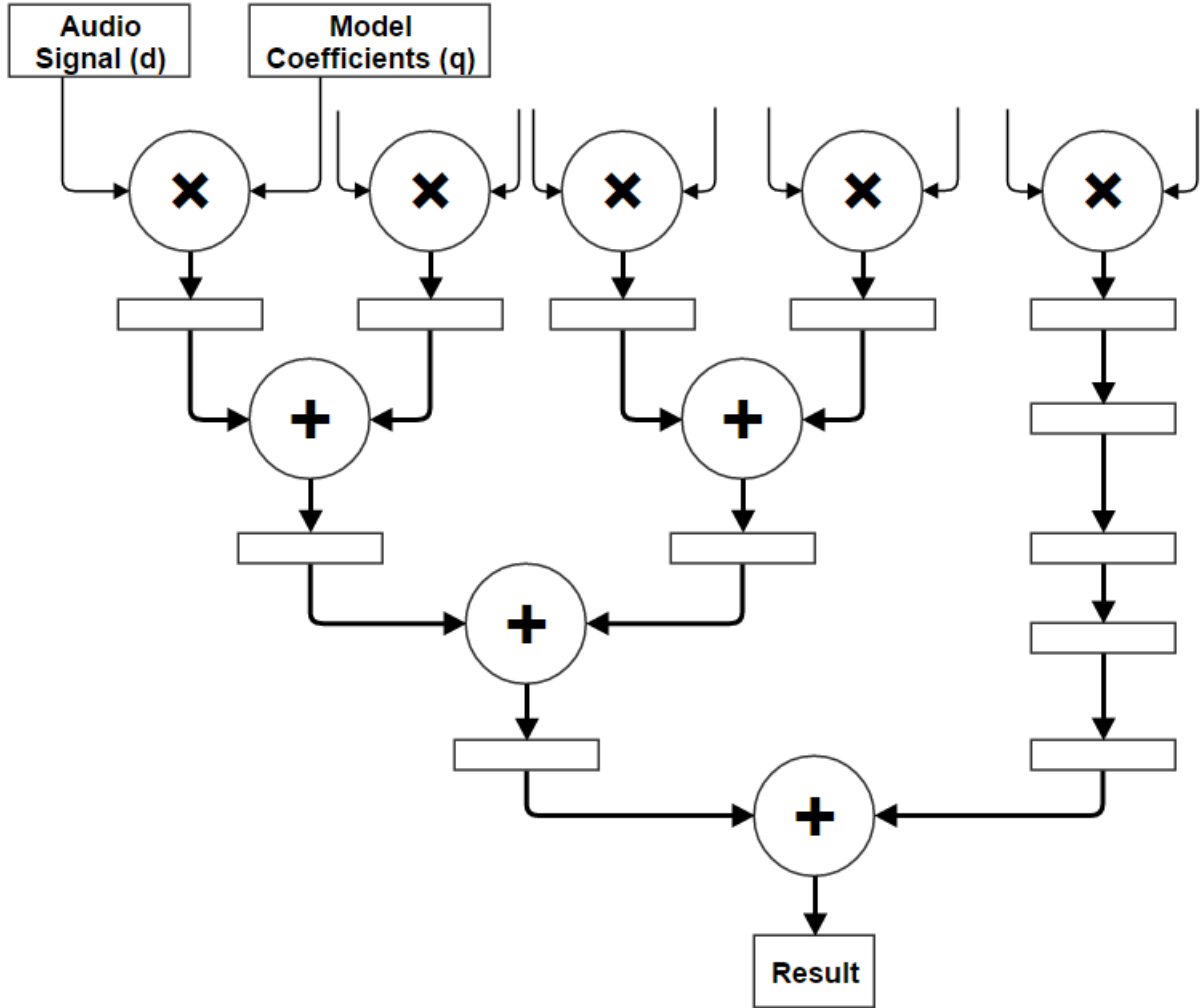 Audio
Signal (d)
Model
Coefficients (q)
× × × × ×
+ +
+
+
Result